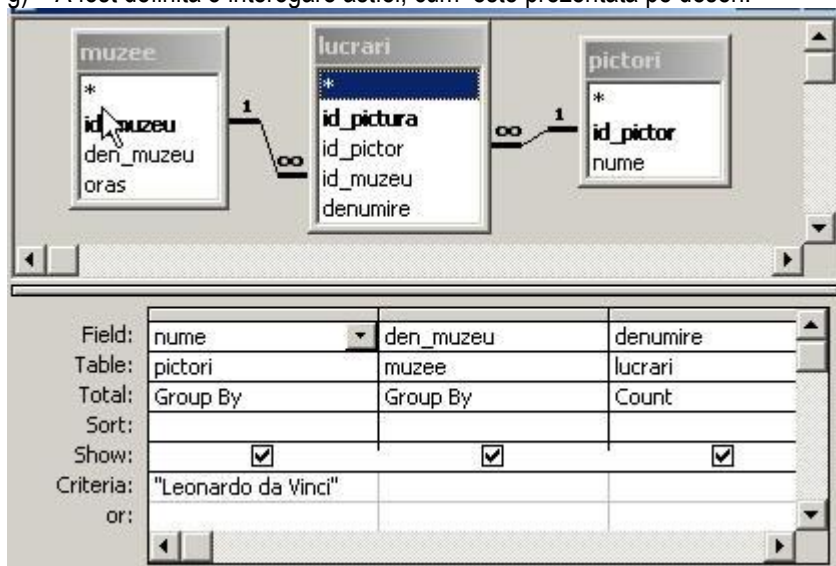 g) A fost definită o interogare astfel, cum este prezentată pe desen.
muzee
*
id_muzeu
den_muzeu
oras
1
∞
lucrari
*
id_pictura
id_pictor
id_muzeu
denumire
∞
1
pictori
*
id_pictor
nume
Field: nume den_muzeu denumire
Table: pictori muzee lucrari
Total: Group By Group By Count
Sort:
Show:
Criteria: "Leonardo da Vinci"
or: